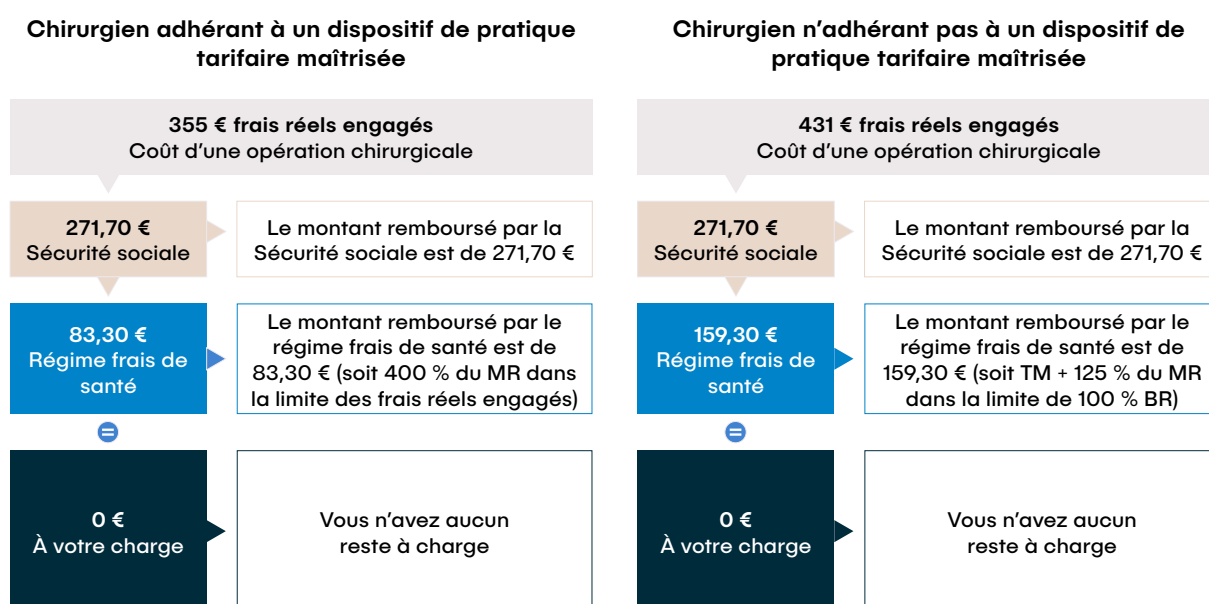 Chirurgien adhérant à un dispositif de pratique
tarifaire maîtrisée
355 € frais réels engagés
Coût d'une opération chirurgicale
271,70 €
Sécurité sociale
Le montant remboursé par la
Sécurité sociale est de 271,70 €
83,30 €
Régime frais de
santé
Le montant remboursé par le
régime frais de santé est de
83,30 € (soit 400 % du MR dans
la limite des frais réels engagés)
=
0 €
À votre charge
Vous n'avez aucun
reste à charge
Chirurgien n'adhérant pas à un dispositif de
pratique tarifaire maîtrisée
431 € frais réels engagés
Coût d'une opération chirurgicale
271,70 €
Sécurité sociale
Le montant remboursé par la
Sécurité sociale est de 271,70 €
159,30 €
Régime frais de
santé
Le montant remboursé par le
régime frais de santé est de
159,30 € (soit TM + 125 % du MR
dans la limite de 100 % BR)
=
0 €
À votre charge
Vous n'avez aucun
reste à charge